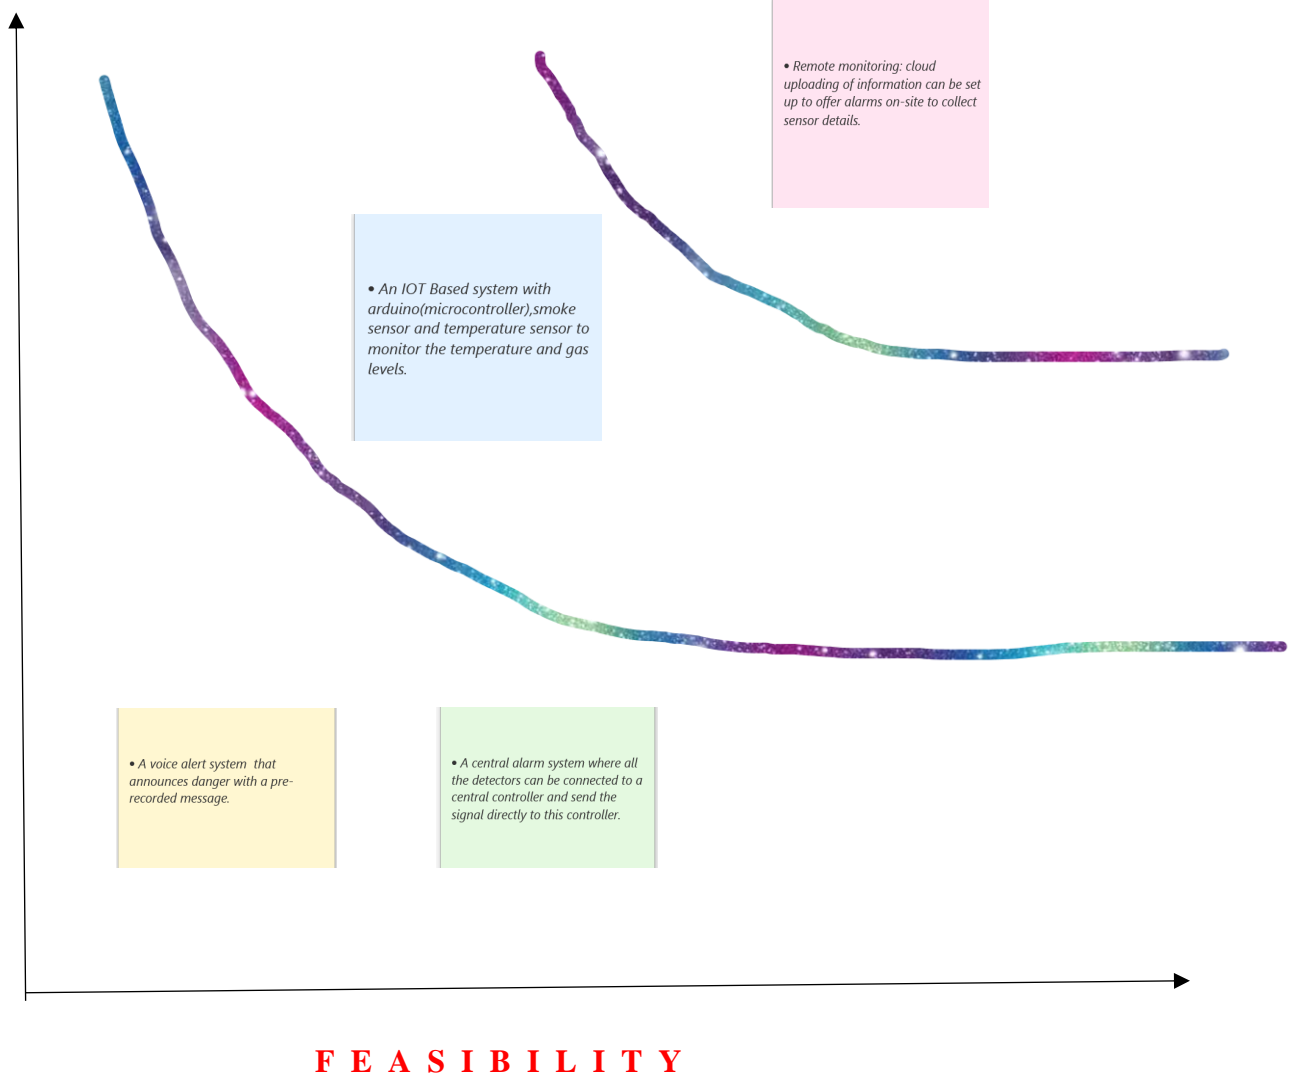 • Remote monitoring: cloud
uploading of information can be set
up to offer alarms on-site to collect
sensor details.
• An IOT Based system with
arduino(microcontroller),smoke
sensor and temperature sensor to
monitor the temperature and gas
levels.
• A voice alert system  that
announces danger with a pre-
recorded message.
• A central alarm system where all
the detectors can be connected to a
central controller and send the
signal directly to this controller.
F E A S I B I L I T Y